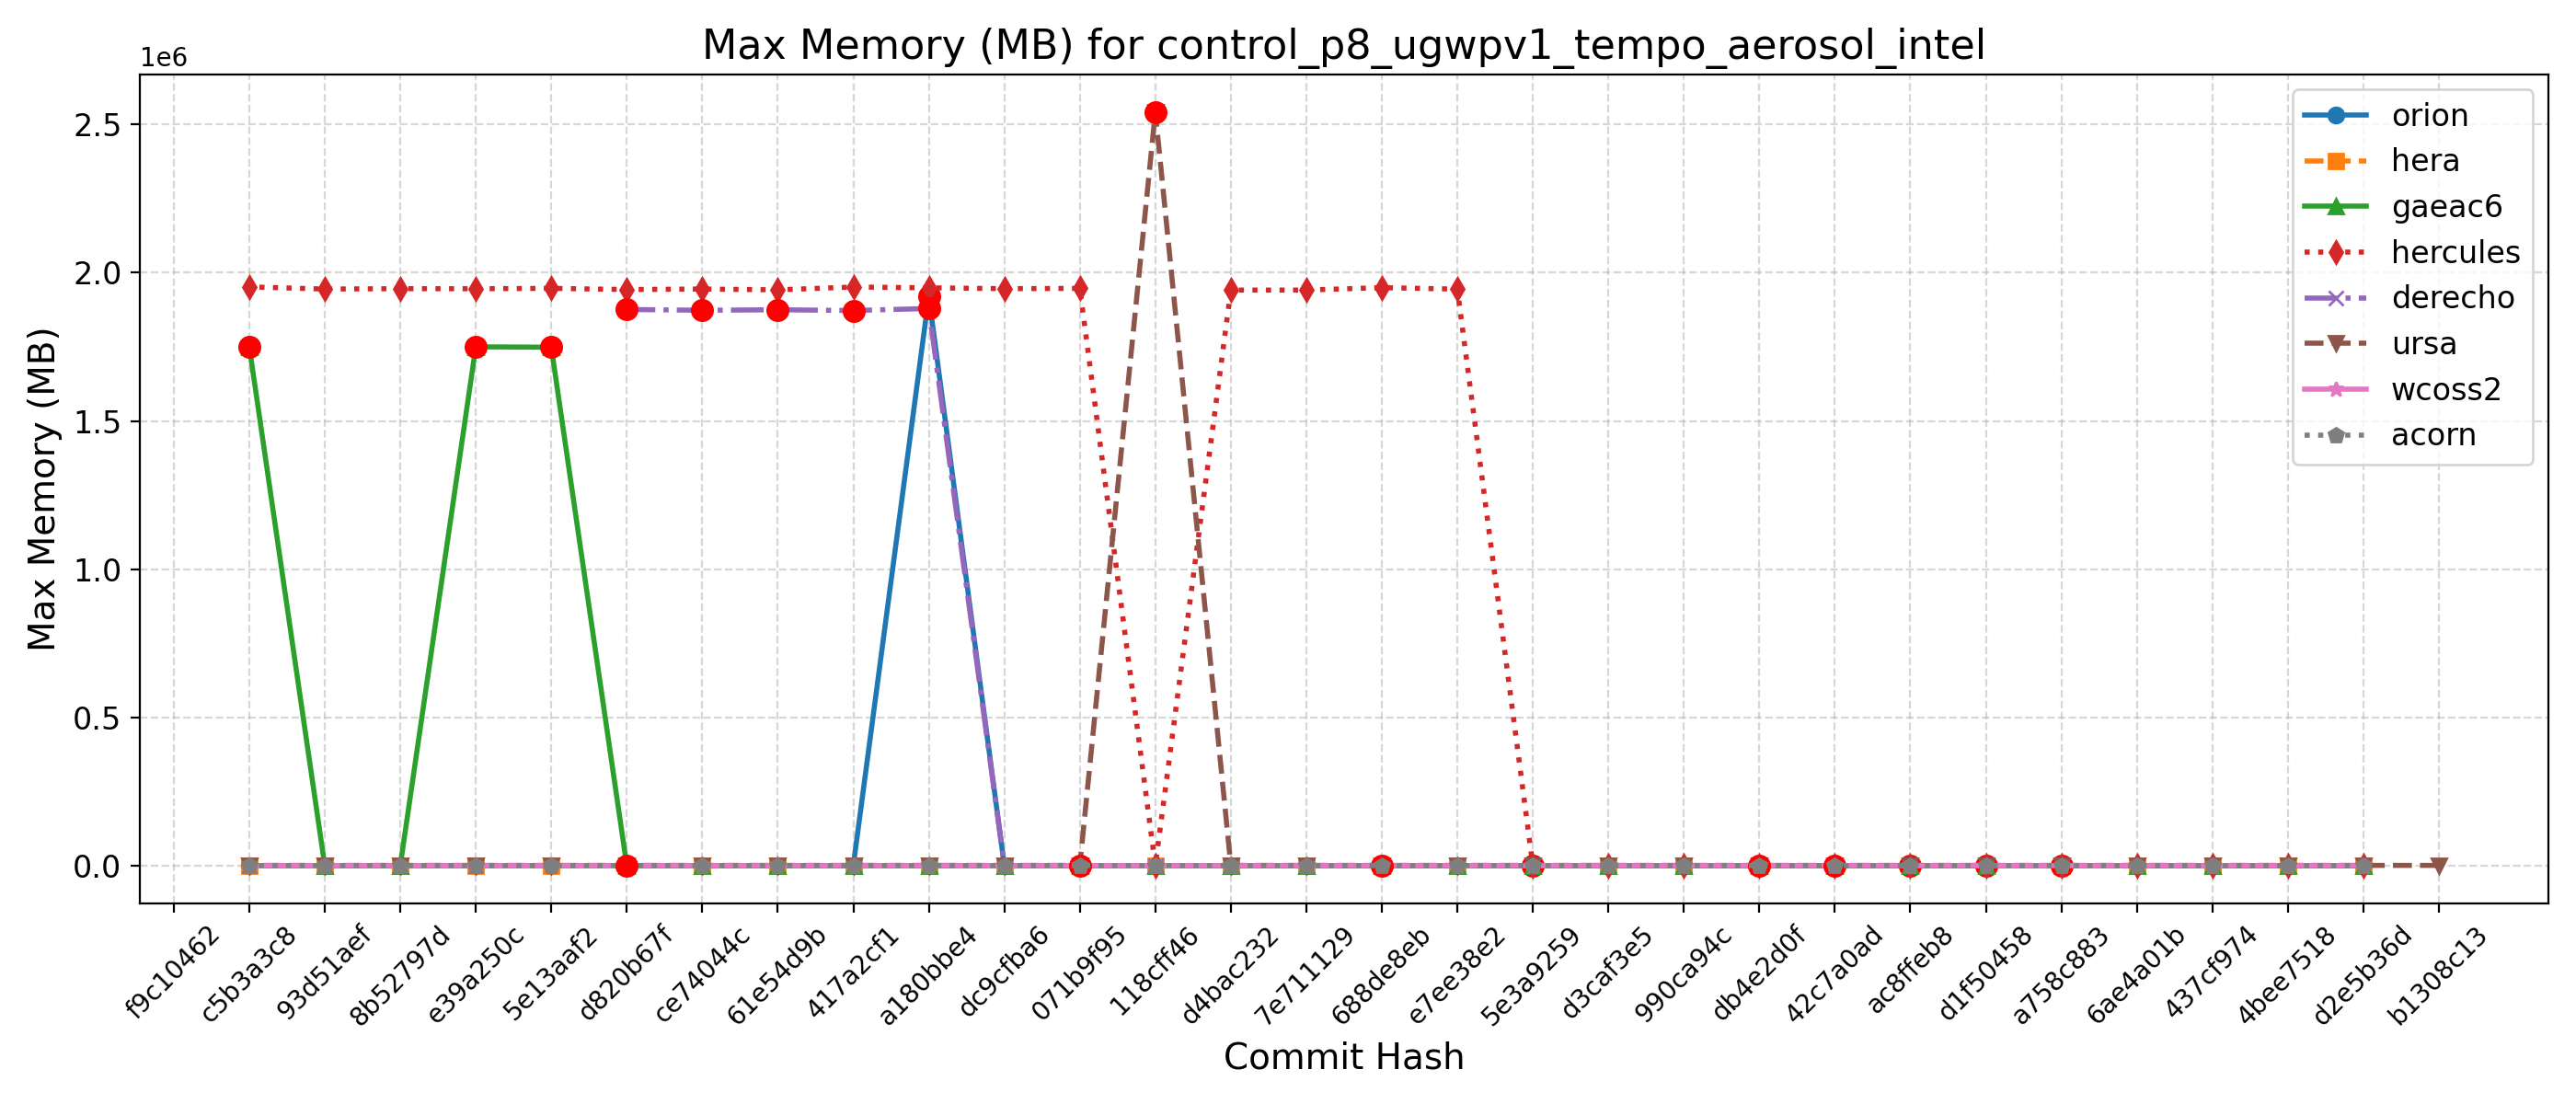 Max Memory (MB) for control_p8_ugwpv1_tempo_aerosol_intel
1e6
2.5
2.0
1.5
1.0
0.5
0.0
Max Memory (MB)
orion
hera
gaeac6
hercules
derecho
ursa
wcoss2
acorn
f9c10462
c5b3a3c8
93d51aef
8b52797d
e39a250c
5e13aaf2
d820b67f
ce74044c
61e54d9b
417a2cf1
a180bbe4
dc9cfba6
071b9f95
118cff46
d4bac232
7e711129
688de8eb
e7ee38e2
5e3a9259
d3caf3e5
990ca94c
db4e2d0f
42c7a0ad
ac8ffeb8
d1f50458
a758c883
6ae4a01b
437cf974
4bee7518
d2e5b36d
b1308c13
Commit Hash